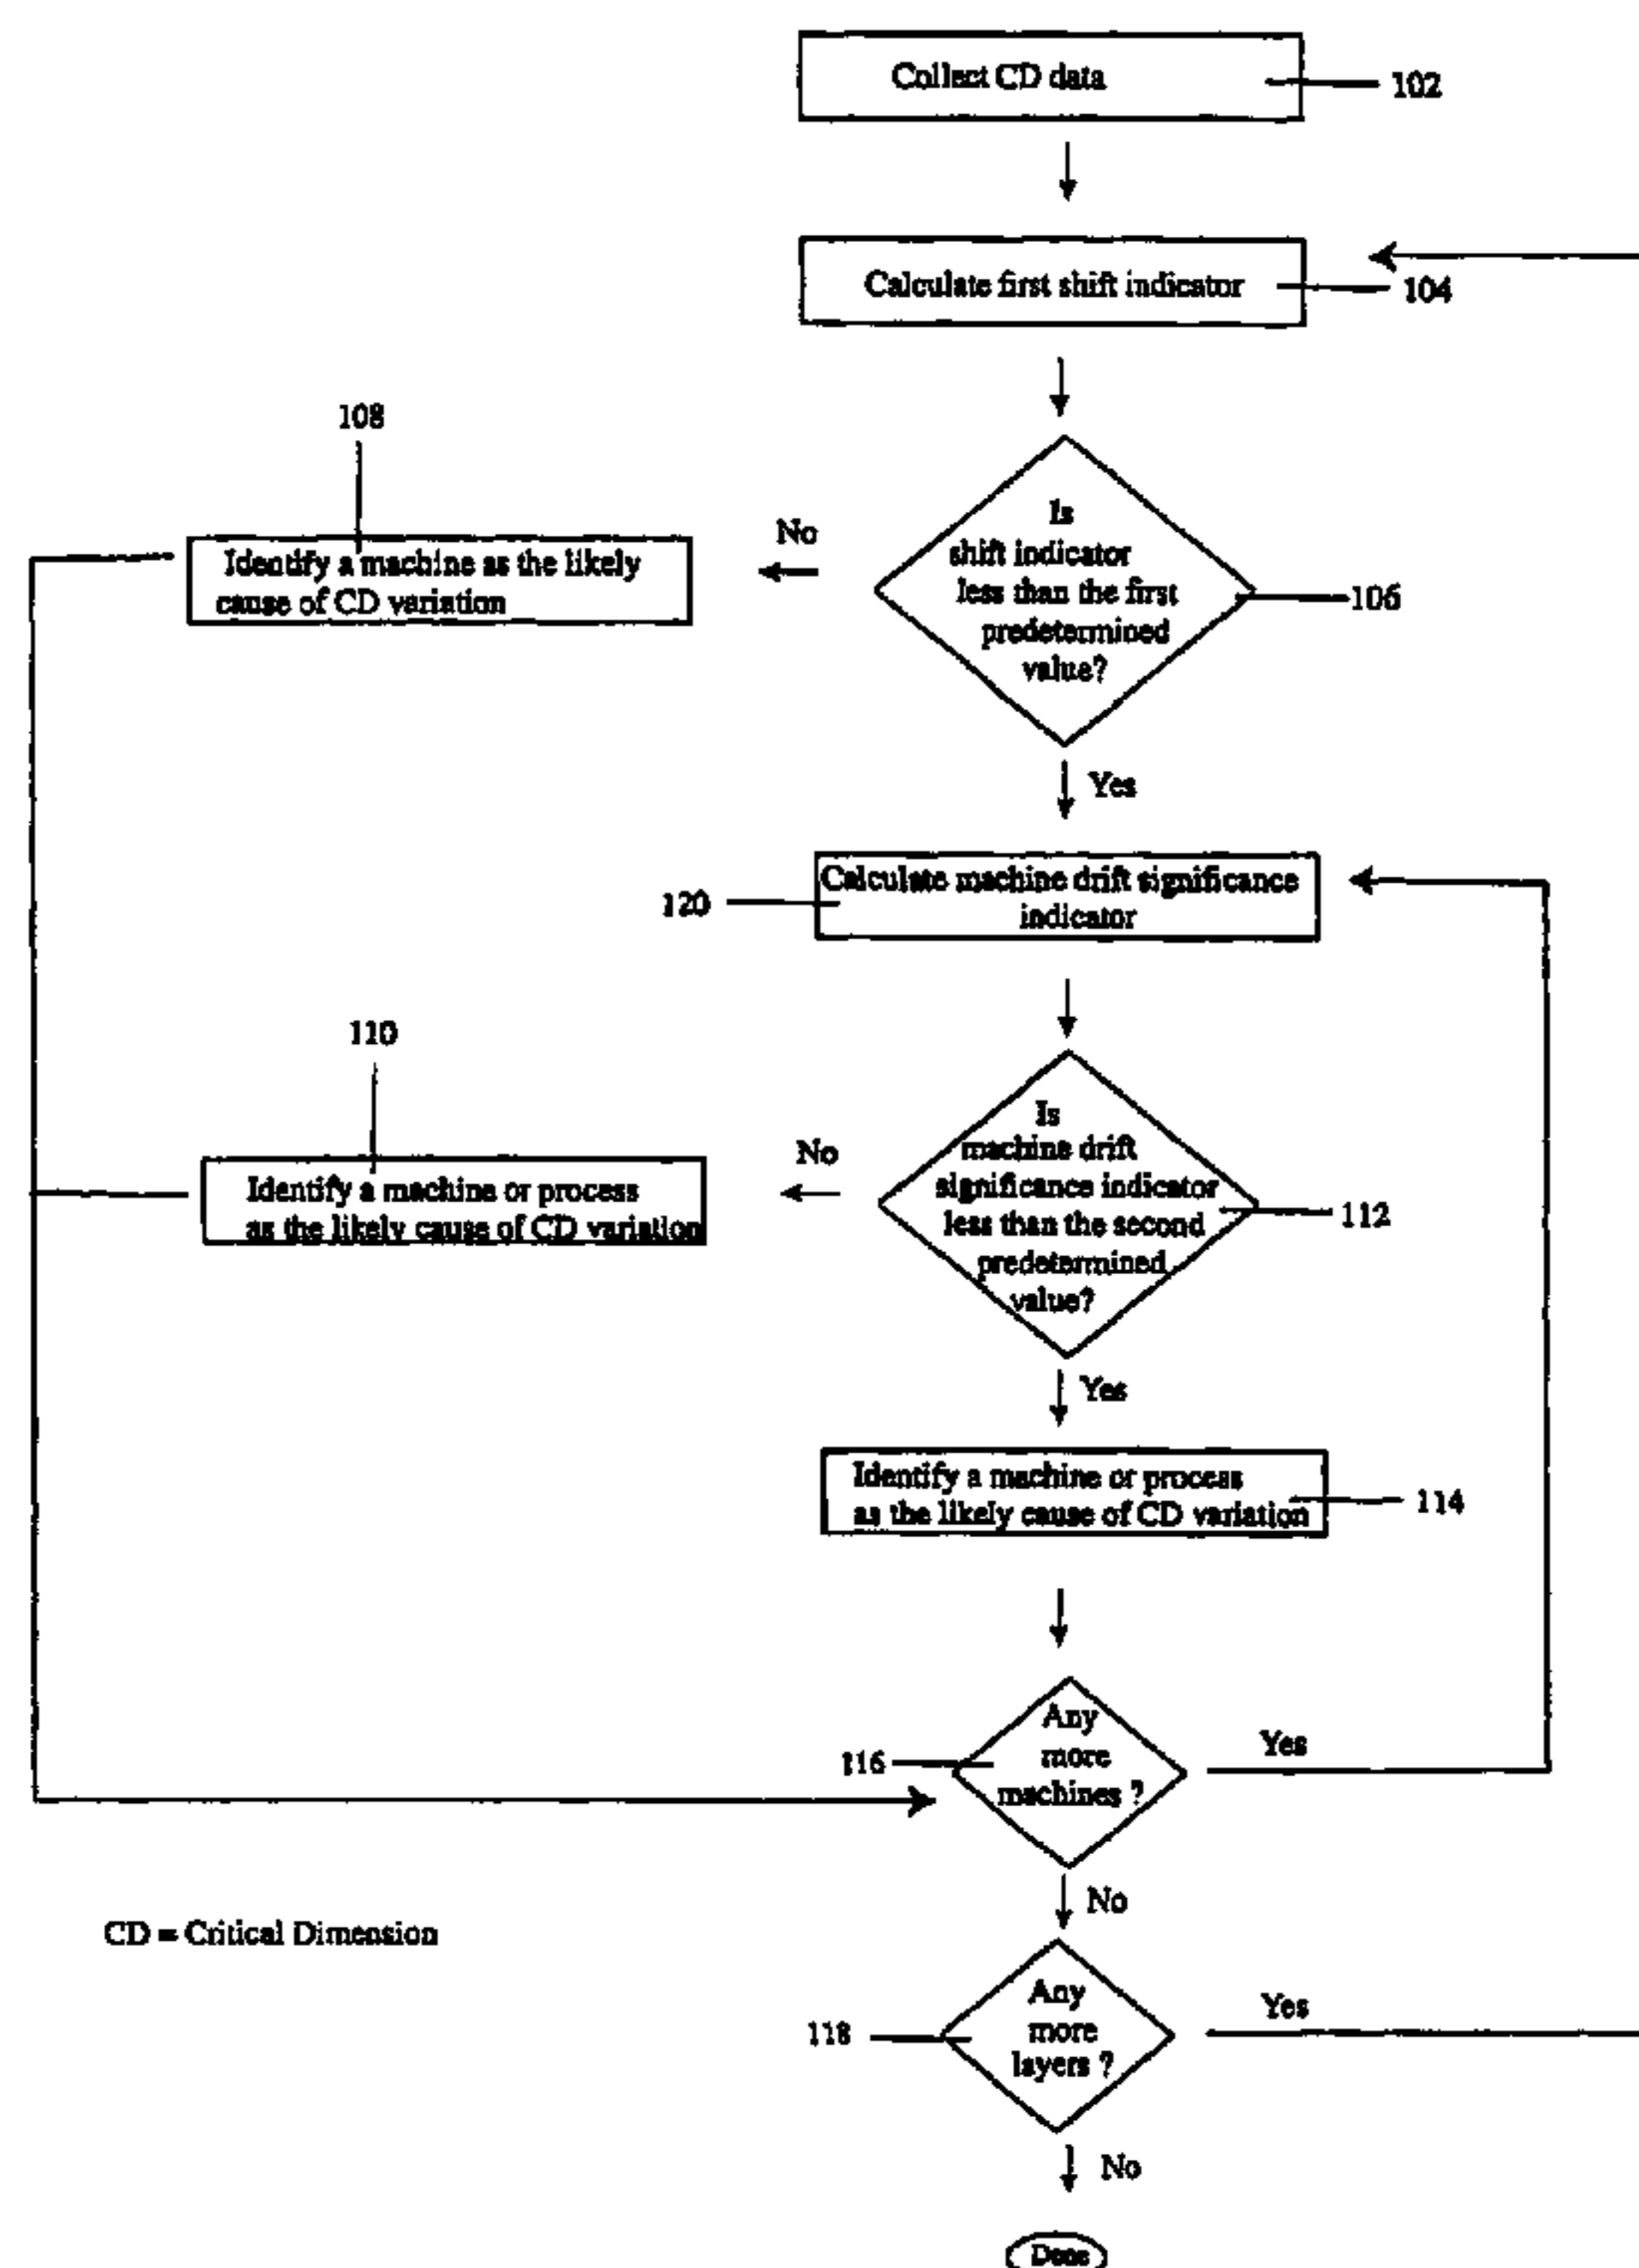 Collect CD data
102
Calculate first shift indicator
104
108
Identify a machine as the likely
cause of CD variation
No
Is
shift indicator
less than the first
predetermined
value?
106
Yes
120
Calculate machine drift significance
indicator
110
Identify a machine or process
as the likely cause of CD variation
No
Is
machine drift
significance indicator
less than the second
predetermined
value?
112
Yes
Identify a machine or process
as the likely cause of CD variation
114
116
Any
more
machines ?
Yes
No
CD = Critical Dimension
118
Any
more
layers ?
Yes
No
Done